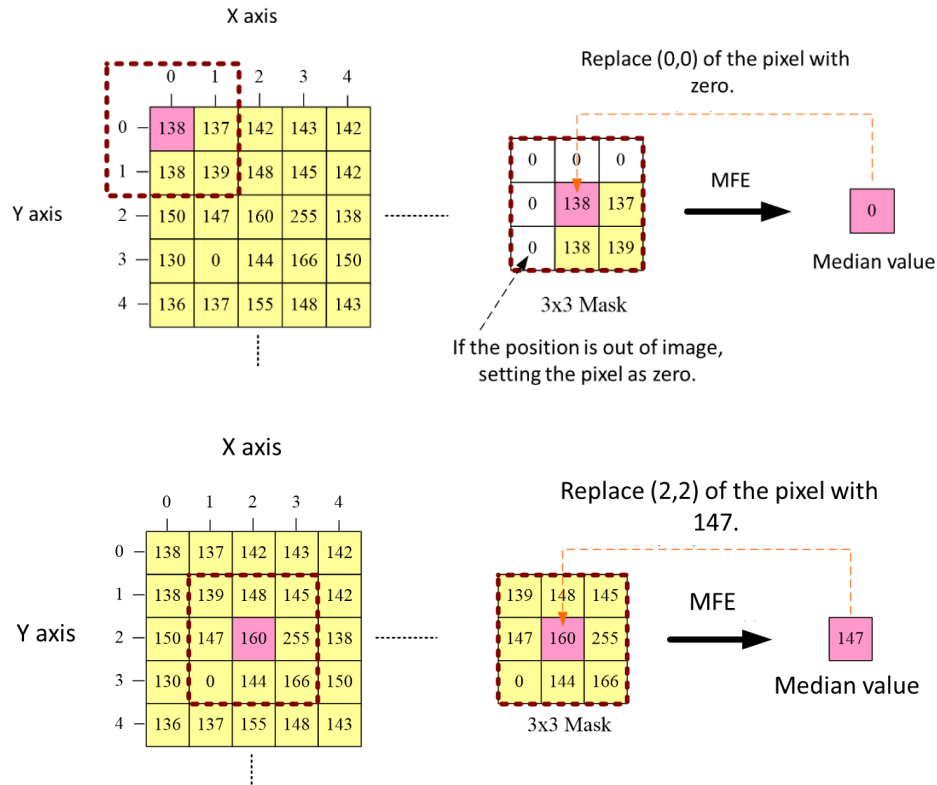 X axis
0 1 2 3 4
0 138 137 142 143 142
1 138 139 148 145 142
Y axis
2 150 147 160 255 138
3 130 0 144 166 150
4 136 137 155 148 143
Replace (0,0) of the pixel with
zero.
0 0 0
0 138 137
0 138 139
3x3 Mask
MFE
0
Median value
If the position is out of image,
setting the pixel as zero.
X axis
0 1 2 3 4
0 138 137 142 143 142
1 138 139 148 145 142
Y axis
2 150 147 160 255 138
3 130 0 144 166 150
4 136 137 155 148 143
Replace (2,2) of the pixel with
147.
139 148 145
147 160 255
0 144 166
3x3 Mask
MFE
147
Median value